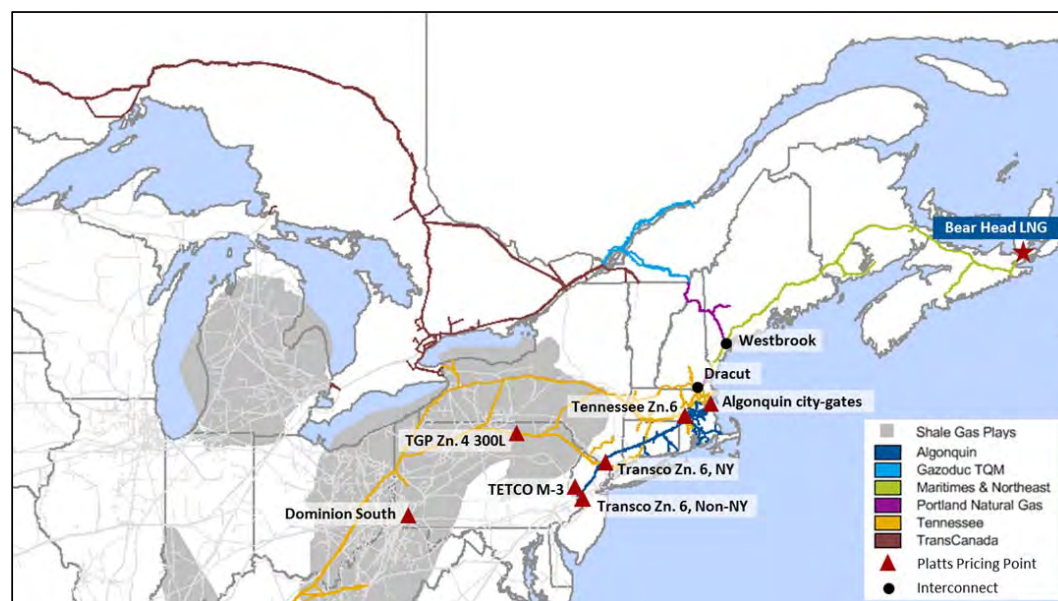 Bear Head LNG
Westbrook
Dracut
Tennessee Zn.6
Algonquin city-gates
TGP Zn. 4 300L
Transco Zn. 6, NY
TETCO M-3
Transco Zn. 6, Non-NY
Dominion South
Shale Gas Plays
Algonquin
Gazoduc TQM
Maritimes & Northeast
Portland Natural Gas
Tennessee
TransCanada
Platts Pricing Point
Interconnect